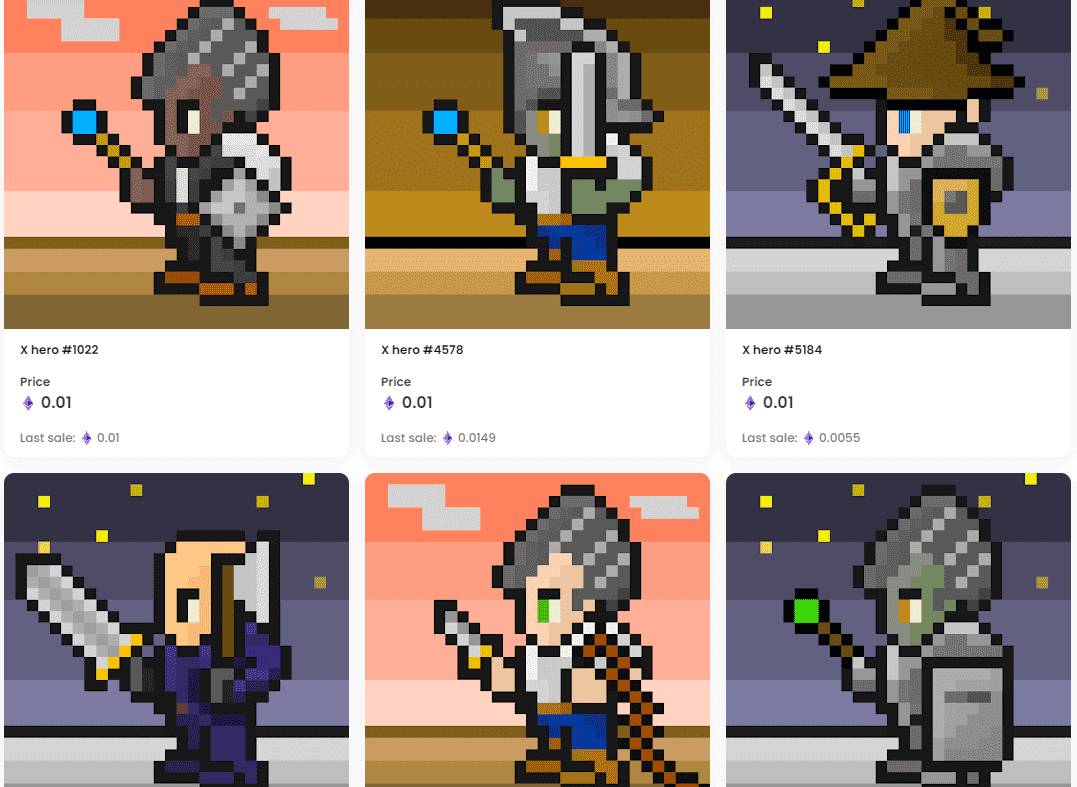 X hero #1022
Price
0.01
Last sale: 0.01
X hero #4578
Price
0.01
Last sale: 0.0149
X hero #5184
Price
0.01
Last sale: 0.0055